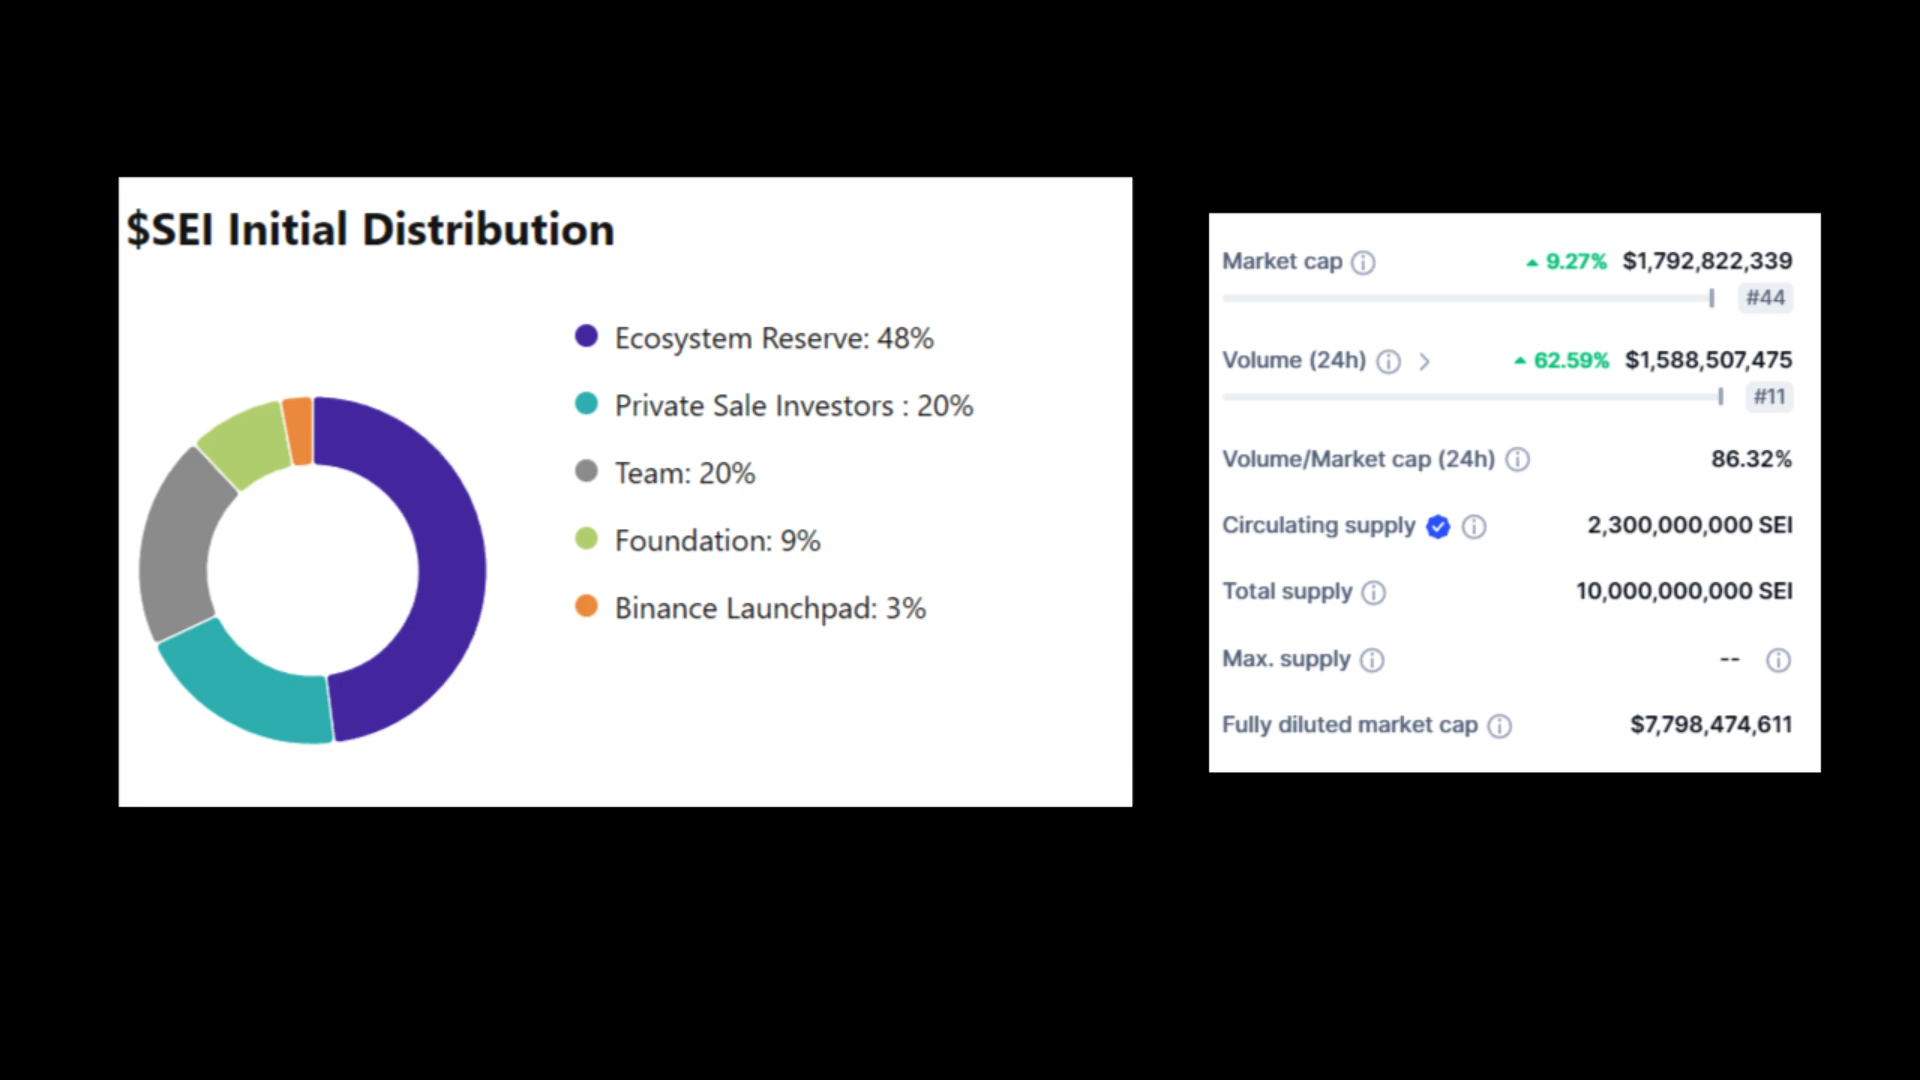 $SEI Initial Distribution
Ecosystem Reserve: 48%
Private Sale Investors : 20%
Team: 20%
Foundation: 9%
Binance Launchpad: 3%
Market cap 9.27% $1,792,822,339
#44
Volume (24h) 62.59% $1,588,507,475
#11
Volume/Market cap (24h) 86.32%
Circulating supply 2,300,000,000 SEI
Total supply 10,000,000,000 SEI
Max. supply --
Fully diluted market cap $7,798,474,611